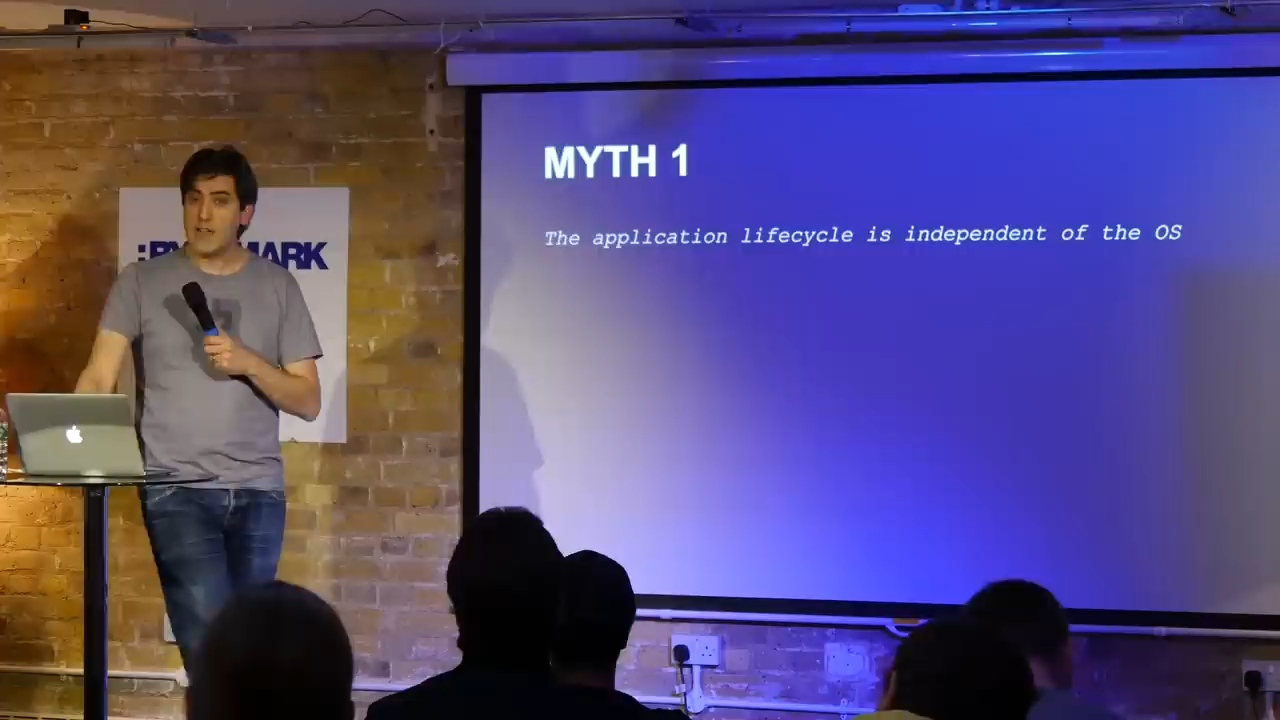 MYTH 1
The application lifecycle is independent of the OS